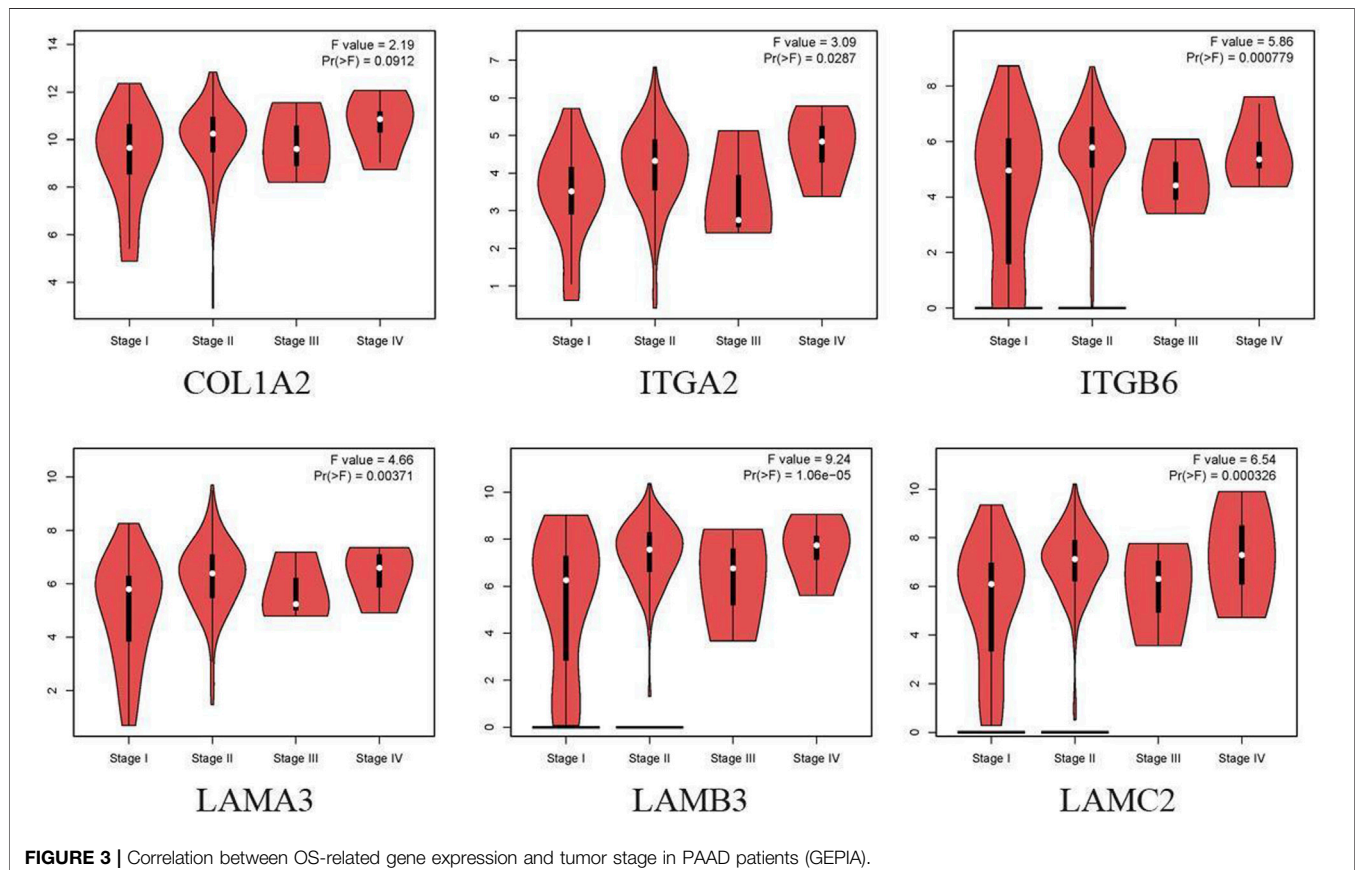 F value = 2.19
Pr(>F) = 0.0912
14
12
10
8
6
4
Stage I Stage II Stage III Stage IV
COL1A2
F value = 3.09
Pr(>F) = 0.0287
7
6
5
4
3
2
1
Stage I Stage II Stage III Stage IV
ITGA2
F value = 5.86
Pr(>F) = 0.000779
8
6
4
2
0
Stage I Stage II Stage III Stage IV
ITGB6
F value = 4.66
Pr(>F) = 0.00371
10
8
6
4
2
Stage I Stage II Stage III Stage IV
LAMA3
F value = 9.24
Pr(>F) = 1.06e−05
10
8
6
4
2
0
Stage I Stage II Stage III Stage IV
LAMB3
F value = 6.54
Pr(>F) = 0.000326
10
8
6
4
2
0
Stage I Stage II Stage III Stage IV
LAMC2
FIGURE 3 | Correlation between OS-related gene expression and tumor stage in PAAD patients (GEPIA).